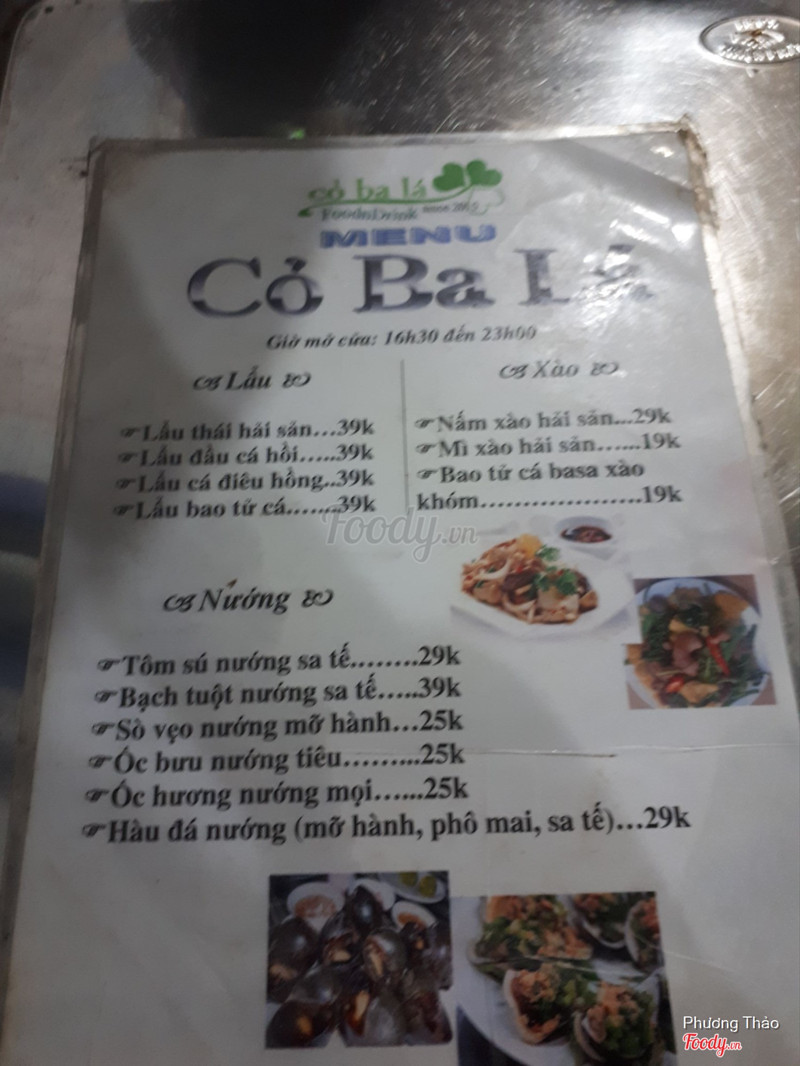 cỏ ba lá
FoodnDrink since 2015
MENU
Cỏ Ba Lá
Giờ mở cửa: 16h30 đến 23h00
Lẩu
Lẩu thái hải sản...39k
Lẩu đầu cá hồi.....39k
Lẩu cá điêu hồng..39k
Lẩu bao tử cá........39k
Xào
Nấm xào hải sản...29k
Mì xào hải sản.......19k
Bao tử cá basa xào
khóm...................19k
Foody.vn
Nướng
Tôm sú nướng sa tế........29k
Bạch tuột nướng sa tế.....39k
Sò vẹo nướng mỡ hành...25k
Ốc bươu nướng tiêu.........25k
Ốc hương nướng mọi......25k
Hàu đá nướng (mỡ hành, phô mai, sa tế)...29k
Phương Thảo
Foody.vn